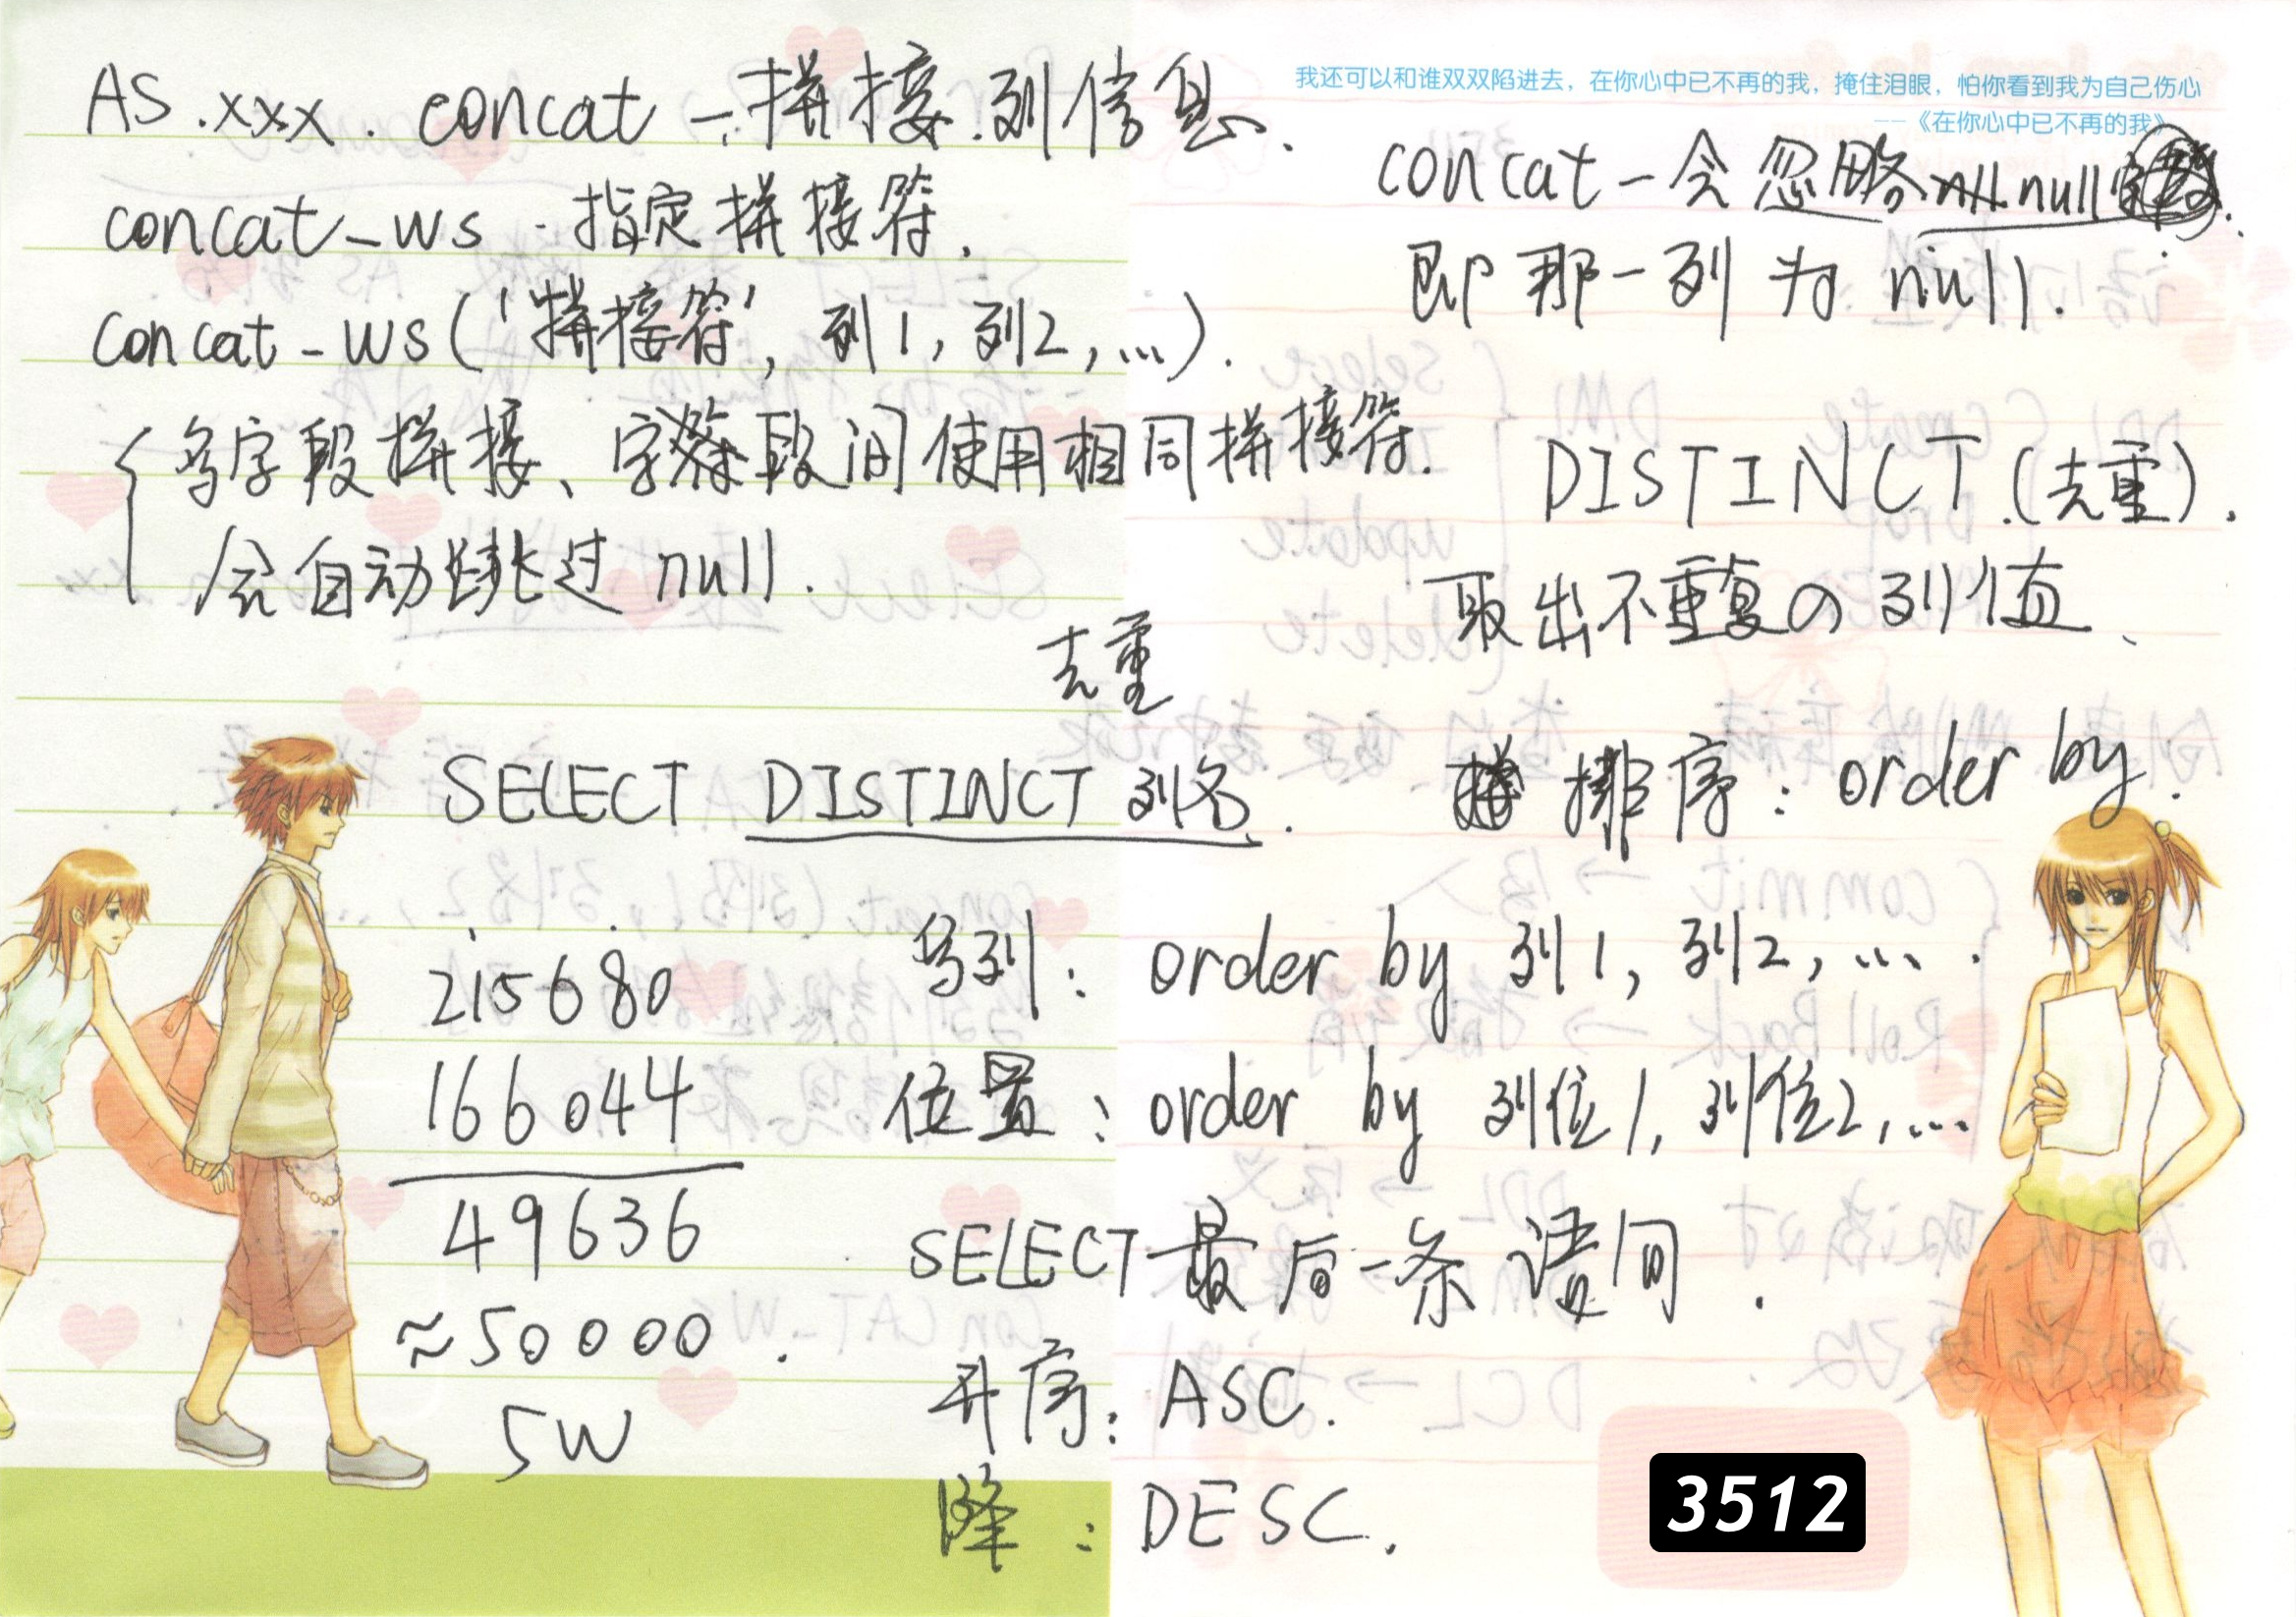 AS.xxx. concat — 拼接.列信息.
concat_ws - 指定拼接符.
concat_ws('拼接符', 列1, 列2, ...).
多字段拼接、字段间使用相同拼接符.
会自动跳过 null.
我还可以和谁双双陷进去，在你心中已不再的我，掩住泪眼，怕你看到我为自己伤心
——《在你心中已不再的我》
concat - 会忽略 null
即那一列为 null.
DISTINCT.(去重).
取出不重复の列值、
去重
SELECT DISTINCT 列名.
排序: order by.
多列: order by 列1, 列2, ....
位置: order by 列位1, 列位2, ...
SELECT 最后一条语句.
升序: ASC.
降: DESC.
215680
166044
49636
≈50000.
5W
3512